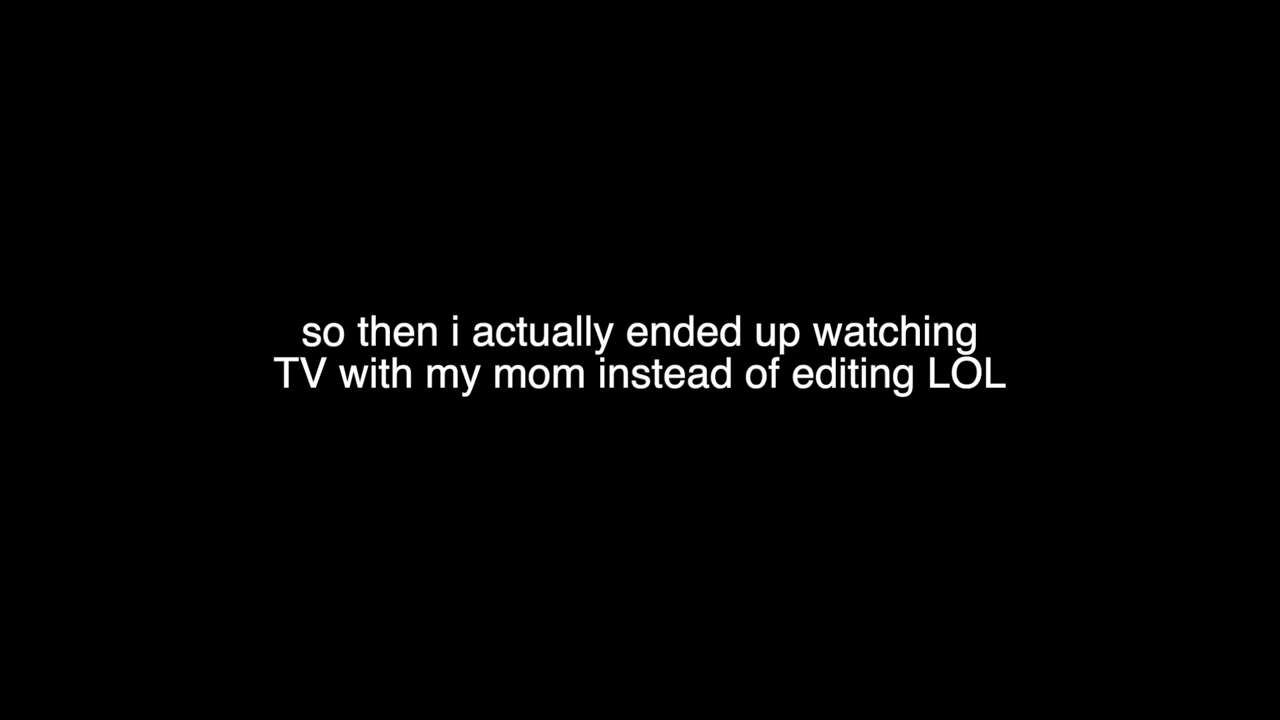 so then i actually ended up watching
TV with my mom instead of editing LOL